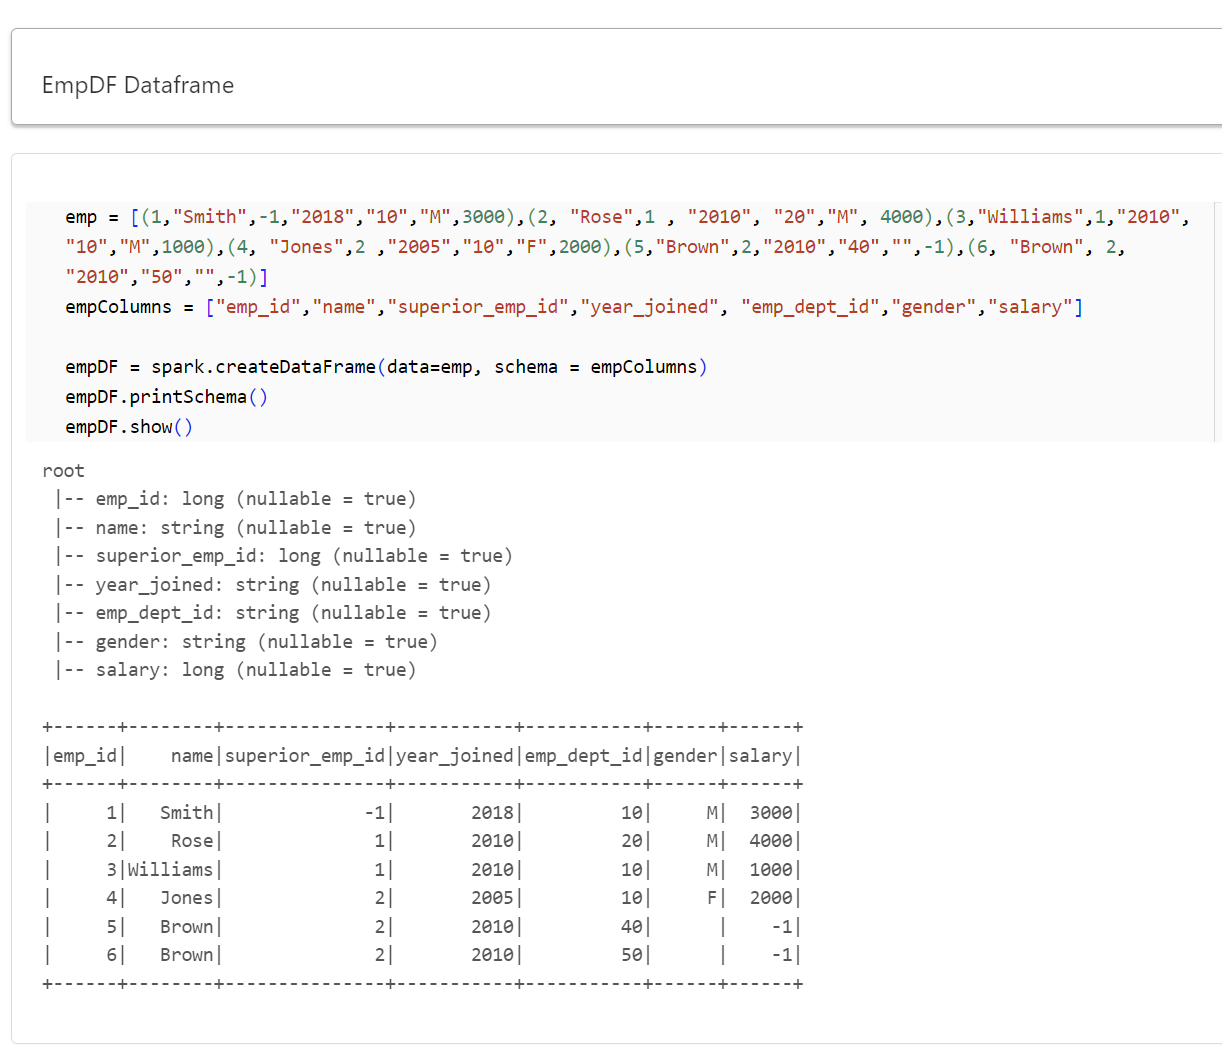 EmpDF Dataframe
emp = [(1,"Smith",-1,"2018","10","M",3000),(2, "Rose",1 , "2010", "20","M", 4000),(3,"Williams",1,"2010",
"10","M",1000),(4, "Jones",2 ,"2005","10","F",2000),(5,"Brown",2,"2010","40","",-1),(6, "Brown", 2,
"2010","50","",-1)]
empColumns = ["emp_id","name","superior_emp_id","year_joined", "emp_dept_id","gender","salary"]
empDF = spark.createDataFrame(data=emp, schema = empColumns)
empDF.printSchema()
empDF.show()
root
 |-- emp_id: long (nullable = true)
 |-- name: string (nullable = true)
 |-- superior_emp_id: long (nullable = true)
 |-- year_joined: string (nullable = true)
 |-- emp_dept_id: string (nullable = true)
 |-- gender: string (nullable = true)
 |-- salary: long (nullable = true)
+------+--------+---------------+-----------+-----------+------+------+
|emp_id|    name|superior_emp_id|year_joined|emp_dept_id|gender|salary|
+------+--------+---------------+-----------+-----------+------+------+
|     1|   Smith|             -1|       2018|         10|     M|  3000|
|     2|    Rose|              1|       2010|         20|     M|  4000|
|     3|Williams|              1|       2010|         10|     M|  1000|
|     4|   Jones|              2|       2005|         10|     F|  2000|
|     5|   Brown|              2|       2010|         40|      |    -1|
|     6|   Brown|              2|       2010|         50|      |    -1|
+------+--------+---------------+-----------+-----------+------+------+